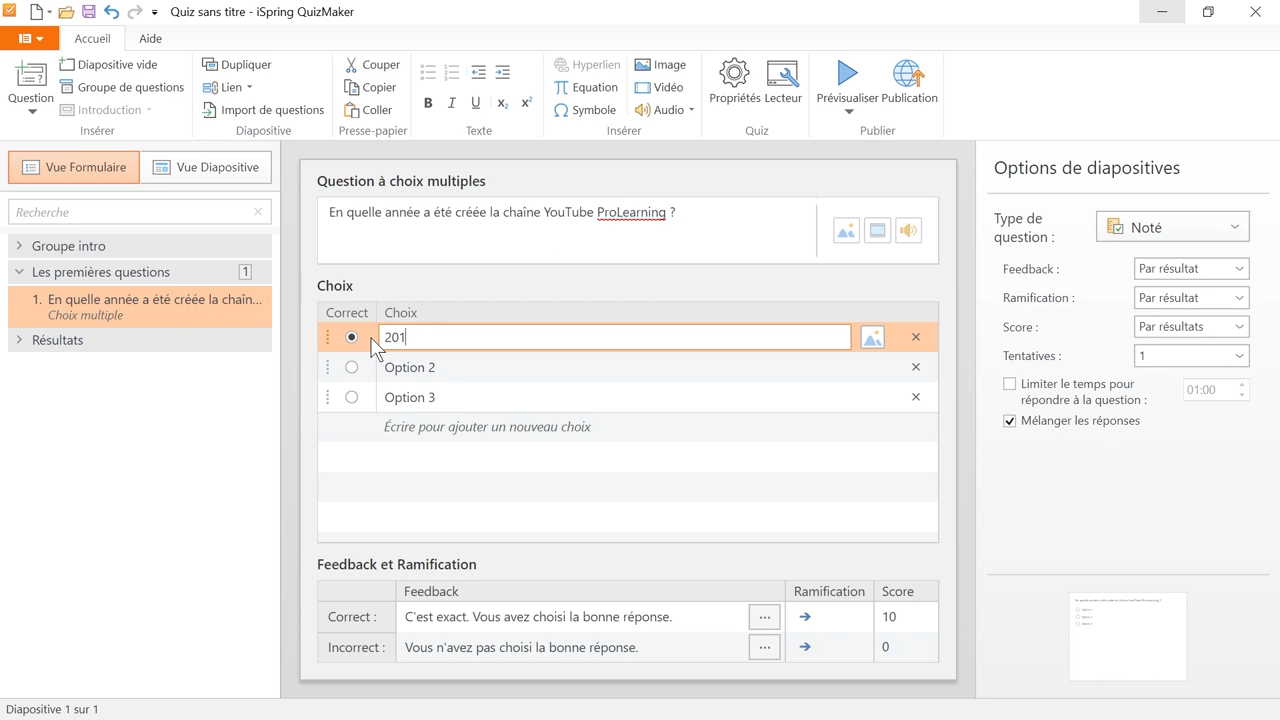 Quiz sans titre - iSpring QuizMaker
Accueil
Aide
Question
Diapositive vide
Groupe de questions
Introduction
Insérer
Dupliquer
Lien
Import de questions
Diapositive
Couper
Copier
Coller
Presse-papier
B I U x₂ x²
Texte
Hyperlien
Equation
Symbole
Image
Vidéo
Audio
Insérer
Propriétés
Lecteur
Quiz
Prévisualiser
Publication
Publier
Vue Formulaire
Vue Diapositive
Recherche
Groupe intro
Les premières questions 1
1. En quelle année a été créée la chaîn...
Choix multiple
Résultats
Question à choix multiples
En quelle année a été créée la chaîne YouTube ProLearning ?
Choix
Correct Choix
201
Option 2
Option 3
Écrire pour ajouter un nouveau choix
Feedback et Ramification
Feedback Ramification Score
Correct : C'est exact. Vous avez choisi la bonne réponse. ... 10
Incorrect : Vous n'avez pas choisi la bonne réponse. ... 0
Options de diapositives
Type de question : Noté
Feedback : Par résultat
Ramification : Par résultat
Score : Par résultats
Tentatives : 1
Limiter le temps pour
répondre à la question : 01:00
Mélanger les réponses
Diapositive 1 sur 1